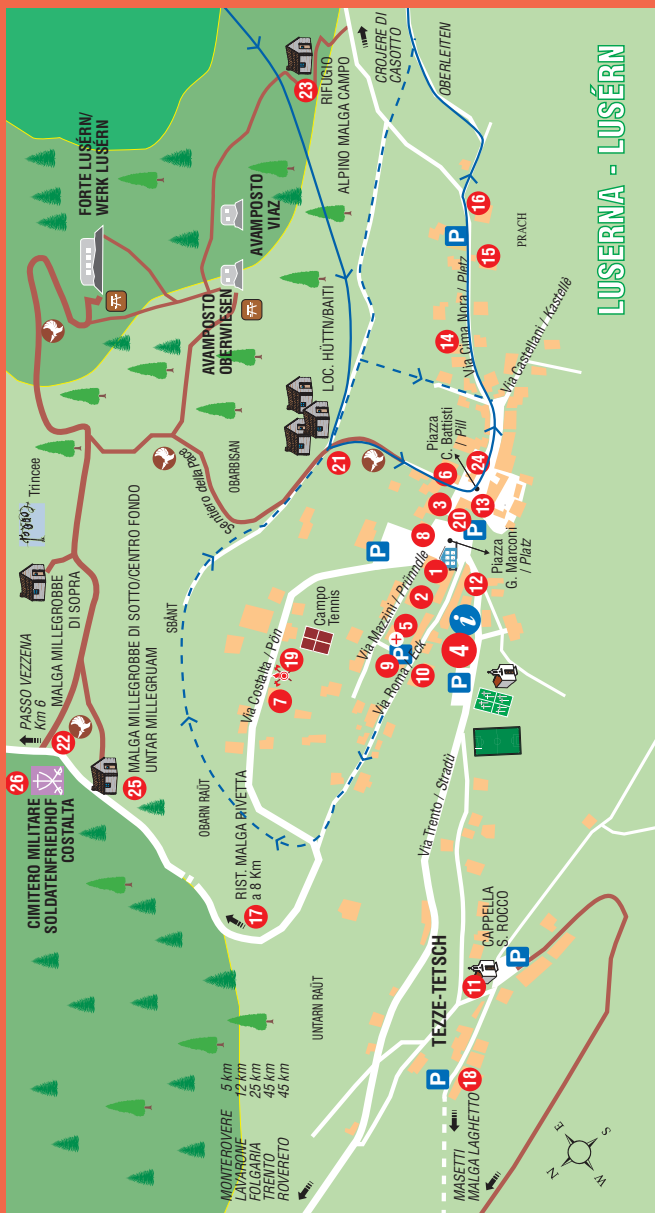 LUSERNA - LUSÉRN
CIMITERO MILITARE
SOLDATENFRIEDHOF
COSTALTA
26
PASSO VEZZENA
Km 6
22
MALGA MILLEGROBBE
DI SOPRA
Trincee
25
MALGA MILLEGROBBE DI SOTTO/CENTRO FONDO
UNTAR MILLEGRUAM
FORTE LUSÉRN/
WERK LUSÉRN
AVAMPOSTO
OBERWIESEN
AVAMPOSTO
VIAZ
23
RIFUGIO
ALPINO MALGA CAMPO
CROJERE DI
CASOTTO
OBERLEITEN
LOC. HÜTTN/BAITI
Sentiero della Pace
OBARBISAN
21
SBÀNT
OBARN RAÜT
RIST. MALGA RIVETTA
a 8 Km
17
UNTARN RAÜT
Via Costalta / Pön
7
19
Campo
Tennis
P
Via Mazzini / Prünndle
Via Roma / Eck
9
P+
5
2
1
8
3
6
Piazza
C. Battisti
/ Pill
20
13
24
P
Piazza
G. Marconi
/ Platz
10
P
4
i
12
14
Via Cima Nora / Pletz
P
15
16
PRACH
Via Castellani / Kastellè
Via Trento / Stradù
TEZZE-TETSCH
11
CAPPELLA
S. ROCCO
P
P
18
MASETTI
MALGA LAGHETTO
MONTEROVERE 5 km
LAVARONE 12 km
FOLGARIA 25 km
TRENTO 45 km
ROVERETO 45 km
N
E
S
W